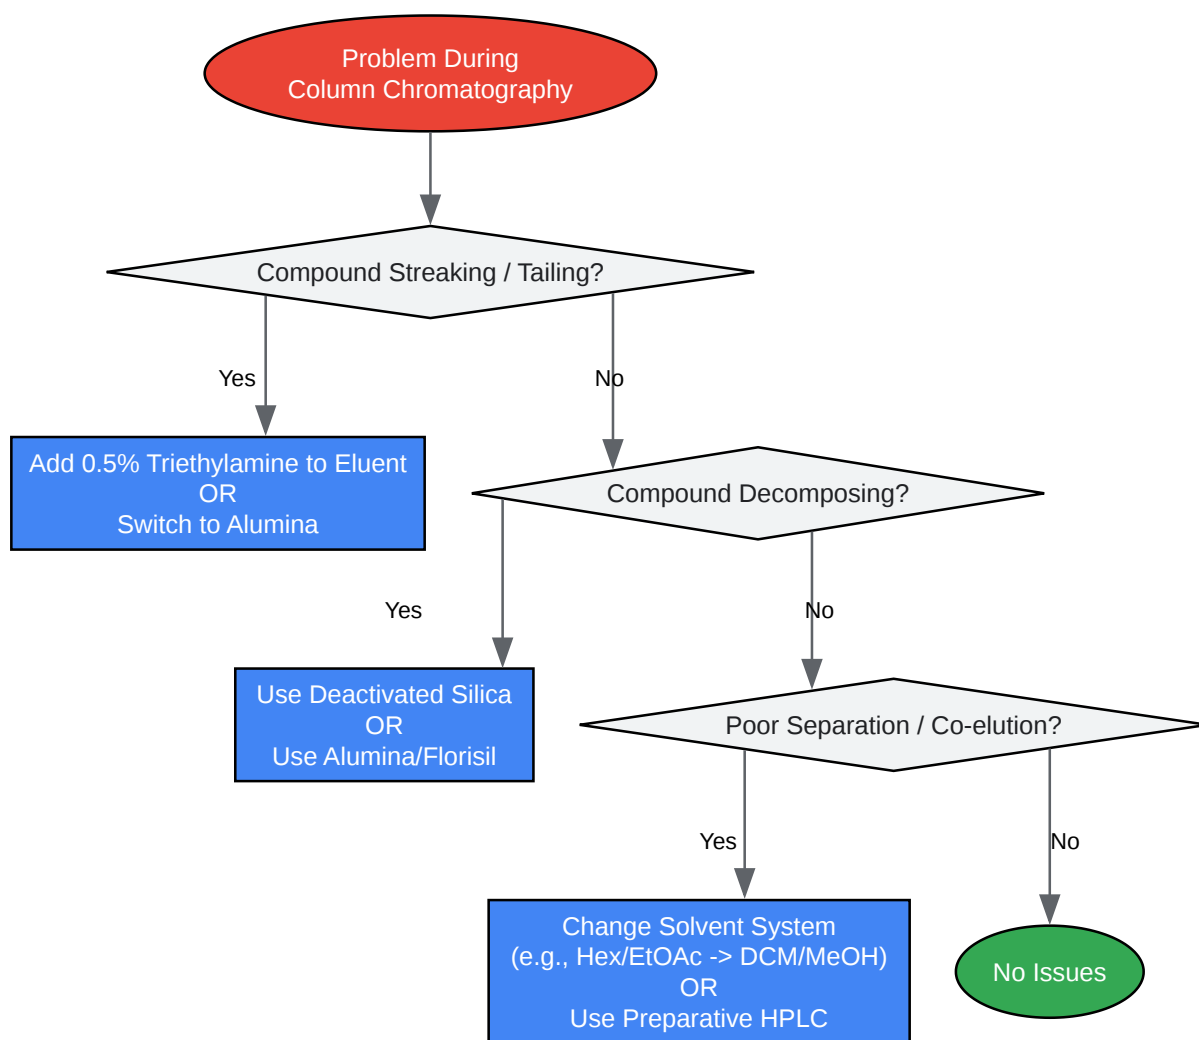 Problem During
Column Chromatography
Compound Streaking / Tailing?
Yes
No
Add 0.5% Triethylamine to Eluent
OR
Switch to Alumina
Compound Decomposing?
Yes
No
Use Deactivated Silica
OR
Use Alumina/Florisil
Poor Separation / Co-elution?
Yes
No
Change Solvent System
(e.g., Hex/EtOAc -> DCM/MeOH)
OR
Use Preparative HPLC
No Issues